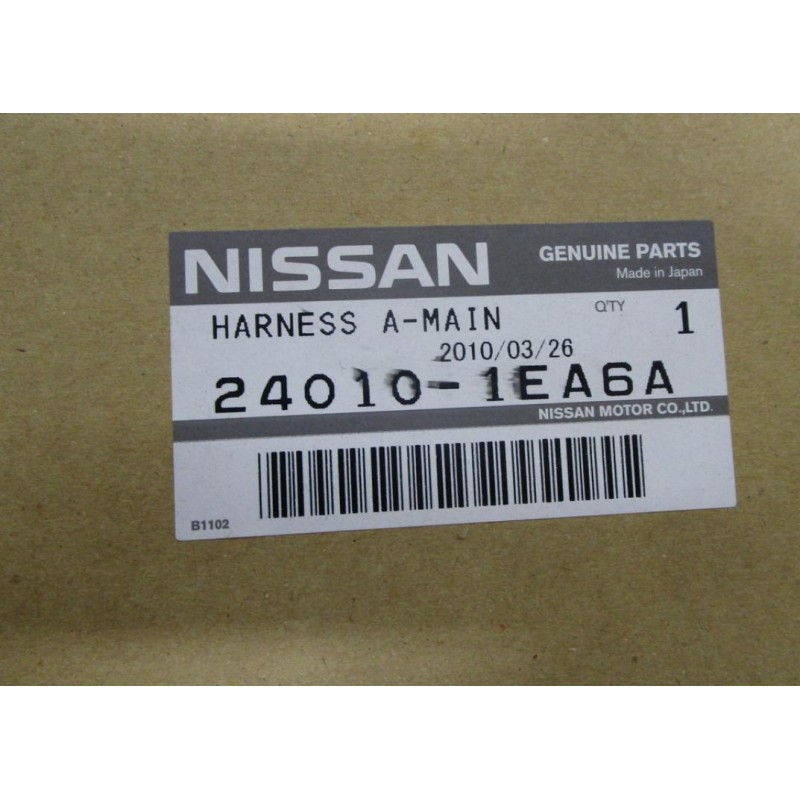 NISSAN
GENUINE PARTS
Made in Japan
HARNESS A-MAIN
Q'TY 1
2010/03/26
24010-1EA6A
NISSAN MOTOR CO.,LTD.
B1102